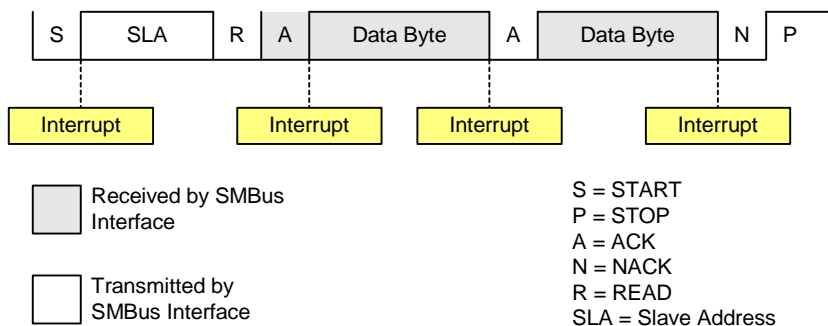 S SLA R A Data Byte A Data Byte N P
Interrupt Interrupt Interrupt Interrupt
Received by SMBus
Interface
Transmitted by
SMBus Interface
S = START
P = STOP
A = ACK
N = NACK
R = READ
SLA = Slave Address